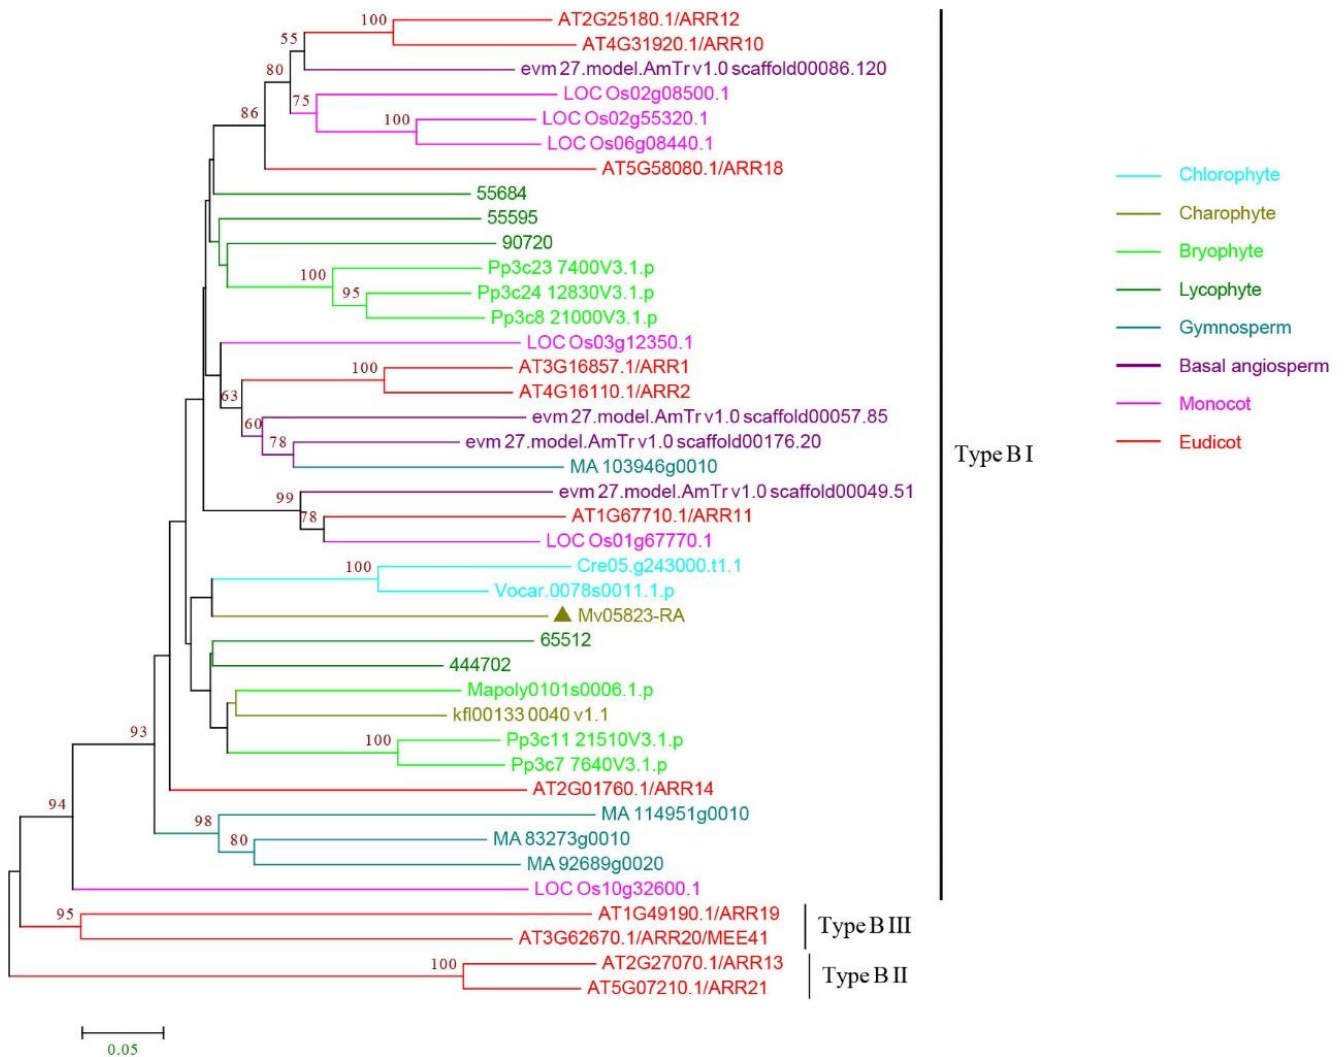 100
AT2G25180.1/ARR12
55
AT4G31920.1/ARR10
80
evm 27.model.AmTr v1.0 scaffold00086.120
75
LOC Os02g08500.1
86
100
LOC Os02g55320.1
LOC Os06g08440.1
AT5G58080.1/ARR18
55684
55595
90720
100
Pp3c23 7400V3.1.p
95
Pp3c24 12830V3.1.p
Pp3c8 21000V3.1.p
LOC Os03g12350.1
100
AT3G16857.1/ARR1
63
AT4G16110.1/ARR2
60
evm 27.model.AmTr v1.0 scaffold00057.85
78
evm 27.model.AmTr v1.0 scaffold00176.20
MA 103946g0010
99
evm 27.model.AmTr v1.0 scaffold00049.51
78
AT1G67710.1/ARR11
LOC Os01g67770.1
100
Cre05.g243000.t1.1
Vocar.0078s0011.1.p
Mv05823-RA
65512
444702
Mapoly0101s0006.1.p
kfl00133 0040 v1.1
93
100
Pp3c11 21510V3.1.p
Pp3c7 7640V3.1.p
AT2G01760.1/ARR14
94
98
MA 114951g0010
80
MA 83273g0010
MA 92689g0020
LOC Os10g32600.1
95
AT1G49190.1/ARR19
AT3G62670.1/ARR20/MEE41
100
AT2G27070.1/ARR13
AT5G07210.1/ARR21
Type B I
Type B III
Type B II
Chlorophyte
Charophyte
Bryophyte
Lycophyte
Gymnosperm
Basal angiosperm
Monocot
Eudicot
0.05